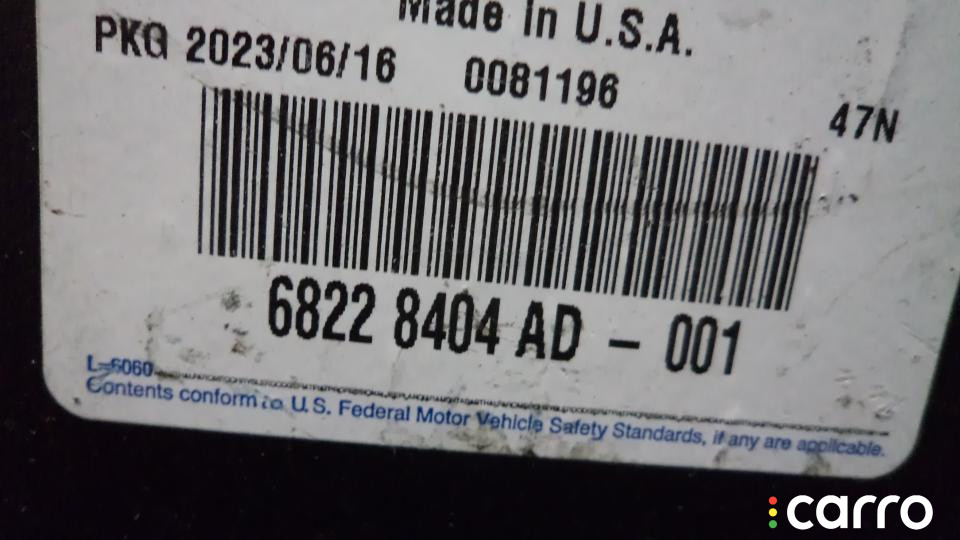 Made in U.S.A.
PKG 2023/06/16 0081196
47N
6822 8404 AD - 001
L-6060
Contents conform to U.S. Federal Motor Vehicle Safety Standards, if any are applicable.
carro